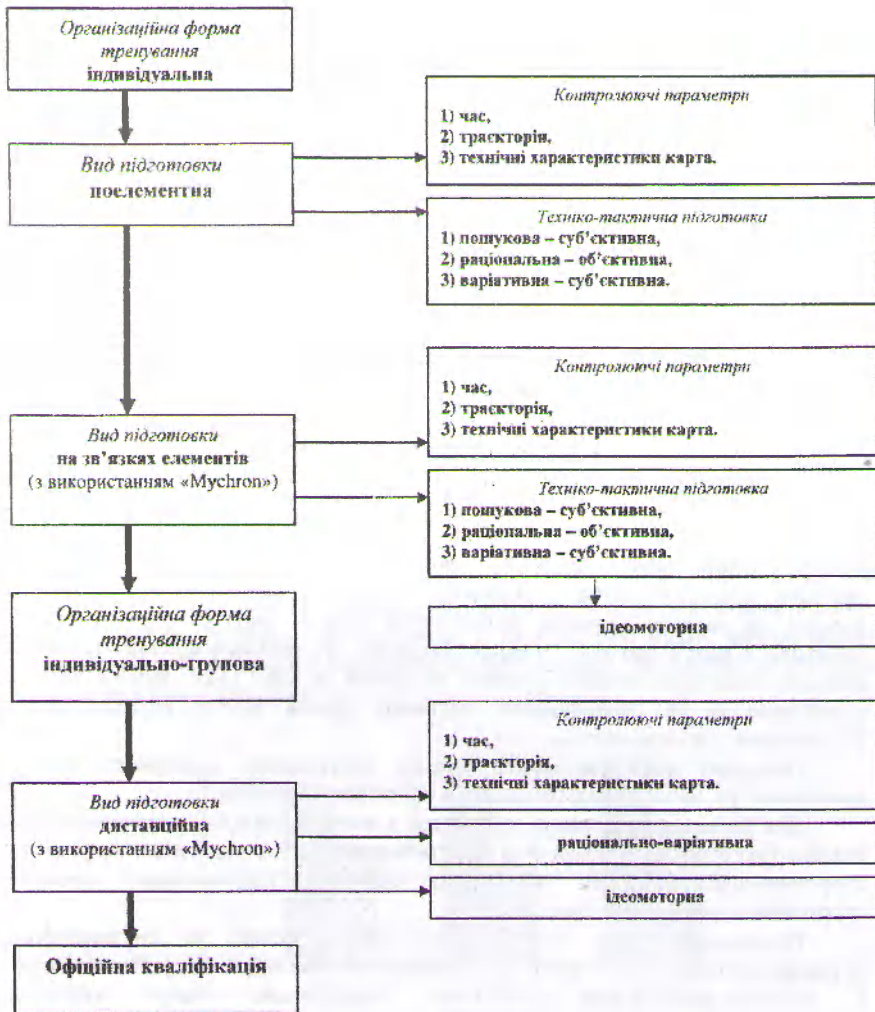 Організаційна форма
тренування
індивідуальна
Контролюючі параметри
1) час,
2) траєкторія,
3) технічні характеристики карта.
Вид підготовки
поелементна
Техніко-тактична підготовка
1) пошукова – суб’єктивна,
2) раціональна – об’єктивна,
3) варіативна – суб’єктивна.
Контролюючі параметри
1) час,
2) траєкторія,
3) технічні характеристики карта.
Вид підготовки
на зв’язках елементів
(з використанням «Mychron»)
Техніко-тактична підготовка
1) пошукова – суб’єктивна,
2) раціональна – об’єктивна,
3) варіативна – суб’єктивна.
Організаційна форма
тренування
індивідуально-групова
ідеомоторна
Контролюючі параметри
1) час,
2) траєкторія,
3) технічні характеристики карта.
Вид підготовки
дистанційна
(з використанням «Mychron»)
раціонально-варіативна
ідеомоторна
Офіційна кваліфікація